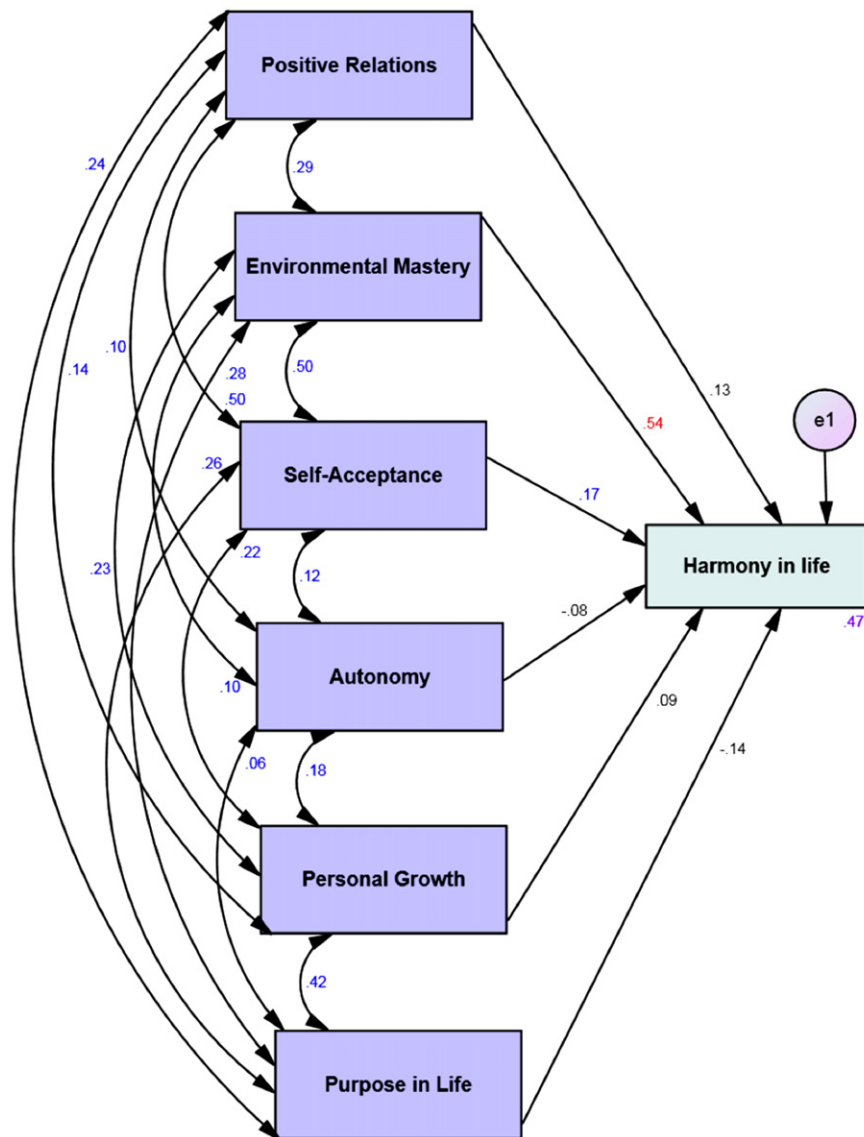 Positive Relations
.24
.29
Environmental Mastery
.10
.14
.28
.50
.50
.13
.54
e1
.26
Self-Acceptance
.17
.22
.23
.12
Harmony in life
.47
-.08
Autonomy
.10
.09
.06
.18
-.14
Personal Growth
.42
Purpose in Life